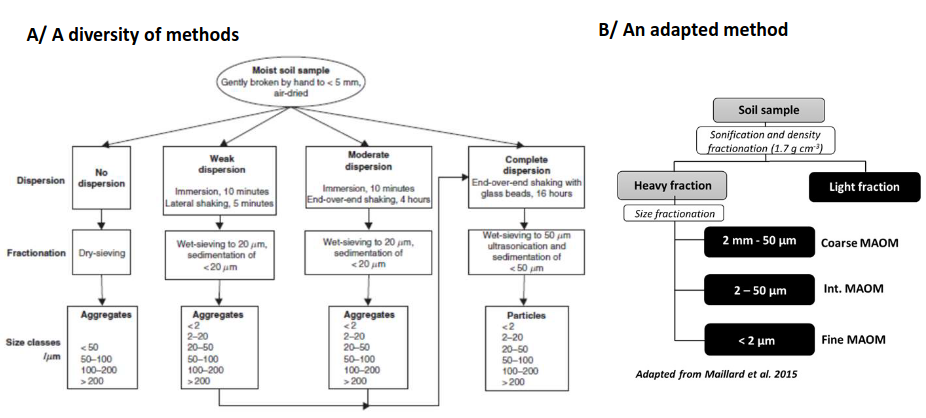 A/ A diversity of methods
B/ An adapted method
Moist soil sample
Gently broken by hand to < 5 mm,
air-dried
Dispersion
No
dispersion
Weak
dispersion
Immersion, 10 minutes
Lateral shaking, 5 minutes
Moderate
dispersion
Immersion, 10 minutes
End-over-end shaking, 4 hours
Complete
dispersion
End-over-end shaking with
glass beads, 16 hours
Fractionation
Dry-sieving
Wet-sieving to 20 μm,
sedimentation of
<20 μm
Wet-sieving to 20 μm,
sedimentation of
<20 μm
Wet-sieving to 50 μm
ultrasonication and
sedimentation of
<50 μm
Size classes
/μm
Aggregates
<50
50–100
100–200
>200
Aggregates
<2
2–20
20–50
50–100
100–200
>200
Aggregates
<2
2–20
20–50
50–100
100–200
>200
Particles
<2
2–20
20–50
50–100
100–200
>200
Soil sample
Sonification and density
fractionation (1.7 g cm⁻³)
Heavy fraction
Light fraction
Size fractionation
2 mm - 50 μm
Coarse MAOM
2 – 50 μm
Int. MAOM
< 2 μm
Fine MAOM
Adapted from Maillard et al. 2015